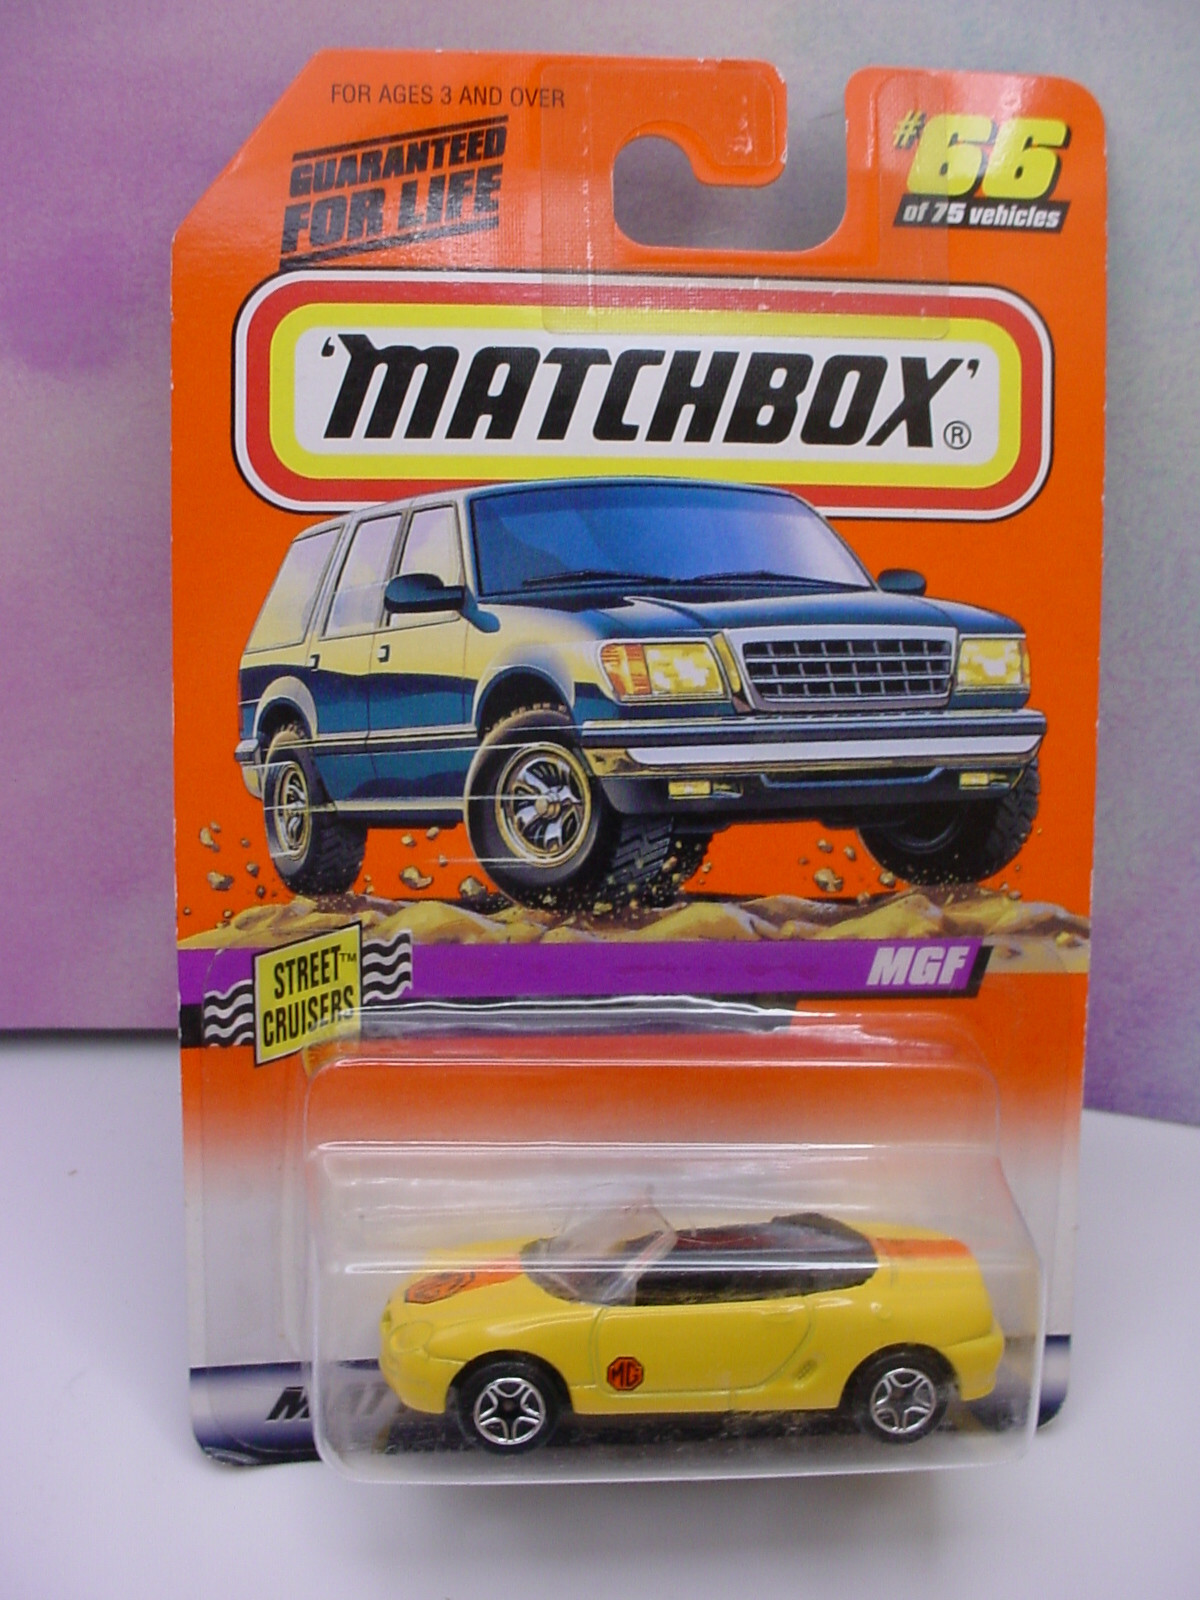 FOR AGES 3 AND OVER
GUARANTEED
FOR LIFE
#66
of 75 vehicles
'MATCHBOX'®
MGF
STREET™
CRUISERS
MG